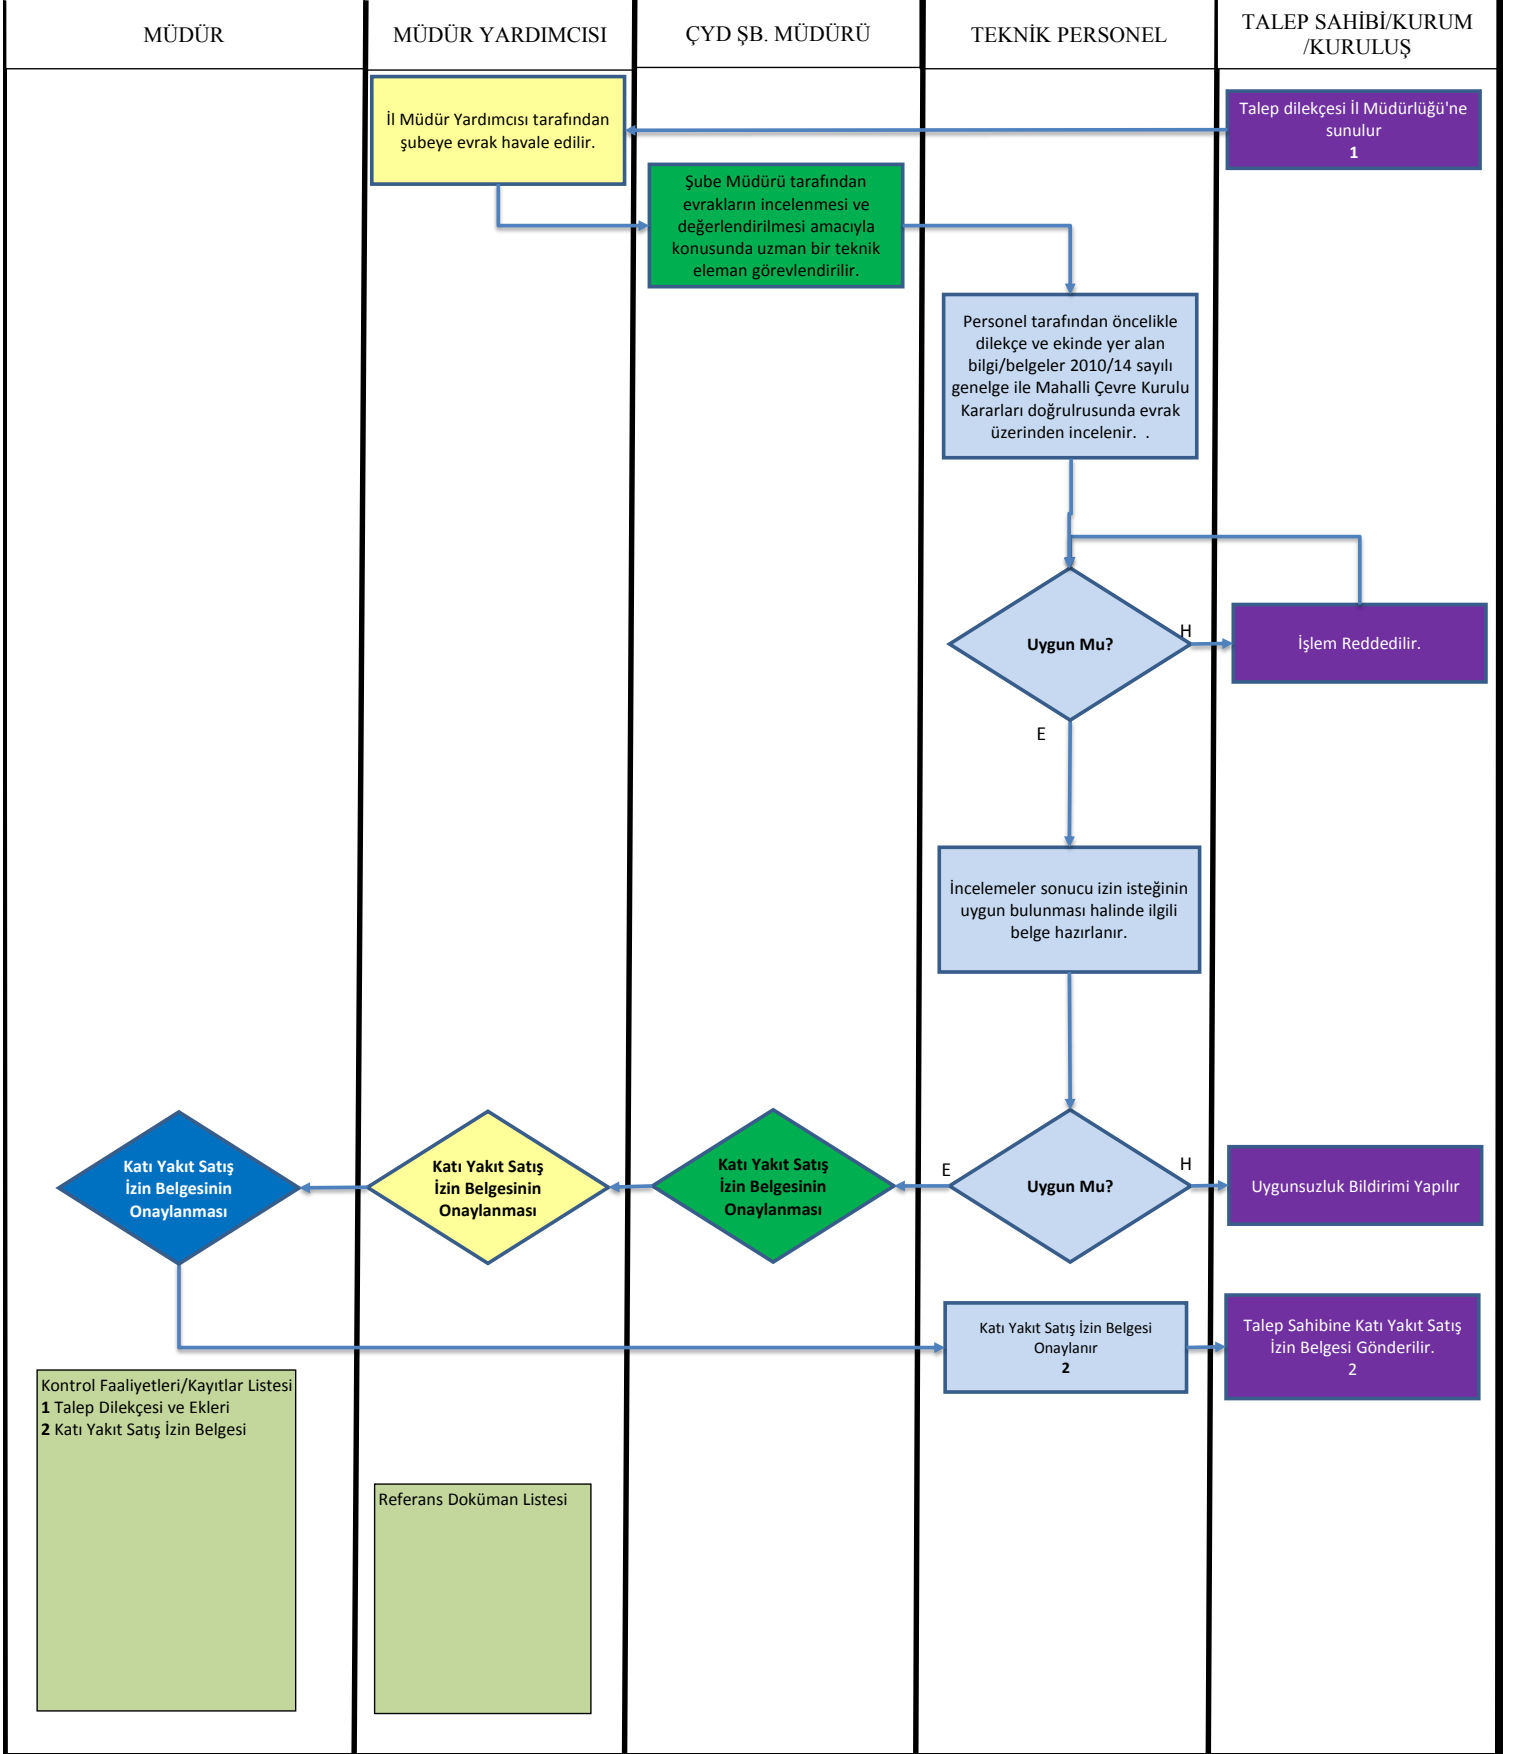 MÜDÜR
MÜDÜR YARDIMCISI
ÇYD ŞB. MÜDÜRÜ
TEKNİK PERSONEL
TALEP SAHİBİ/KURUM
/KURULUŞ
Talep dilekçesi İl Müdürlüğü'ne
sunulur
1
İl Müdür Yardımcısı tarafından
şubeye evrak havale edilir.
Şube Müdürü tarafından
evrakların incelenmesi ve
değerlendirilmesi amacıyla
konusunda uzman bir teknik
eleman görevlendirilir.
Personel tarafından öncelikle
dilekçe ve ekinde yer alan
bilgi/belgeler 2010/14 sayılı
genelge ile Mahalli Çevre Kurulu
Kararları doğrulrusunda evrak
üzerinden incelenir.  .
Uygun Mu?
H
İşlem Reddedilir.
E
İncelemeler sonucu izin isteğinin
uygun bulunması halinde ilgili
belge hazırlanır.
Katı Yakıt Satış
İzin Belgesinin
Onaylanması
Katı Yakıt Satış
İzin Belgesinin
Onaylanması
Katı Yakıt Satış
İzin Belgesinin
Onaylanması
E
Uygun Mu?
H
Uygunsuzluk Bildirimi Yapılır
Katı Yakıt Satış İzin Belgesi
Onaylanır
2
Talep Sahibine Katı Yakıt Satış
İzin Belgesi Gönderilir.
2
Kontrol Faaliyetleri/Kayıtlar Listesi
1 Talep Dilekçesi ve Ekleri
2 Katı Yakıt Satış İzin Belgesi
Referans Doküman Listesi